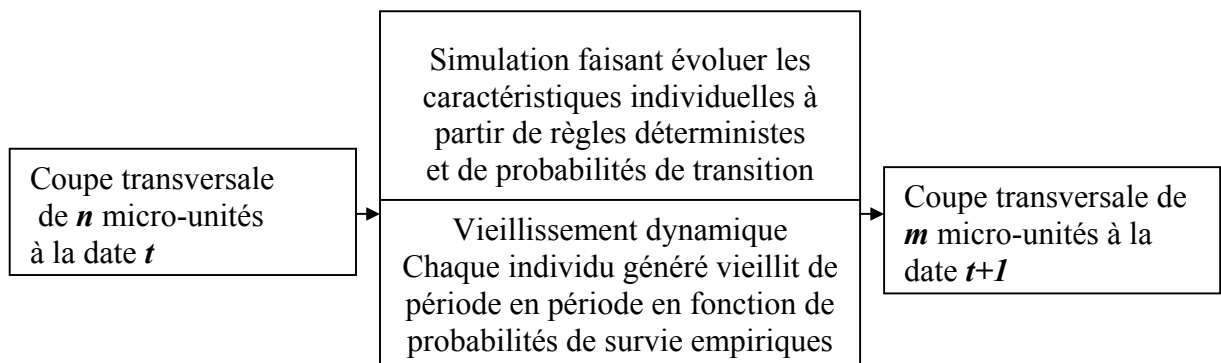 Coupe transversale
de n micro-unités
à la date t
Simulation faisant évoluer les
caractéristiques individuelles à
partir de règles déterministes
et de probabilités de transition
Vieillissement dynamique
Chaque individu généré vieillit de
période en période en fonction de
probabilités de survie empiriques
Coupe transversale de
m micro-unités à la
date t+1